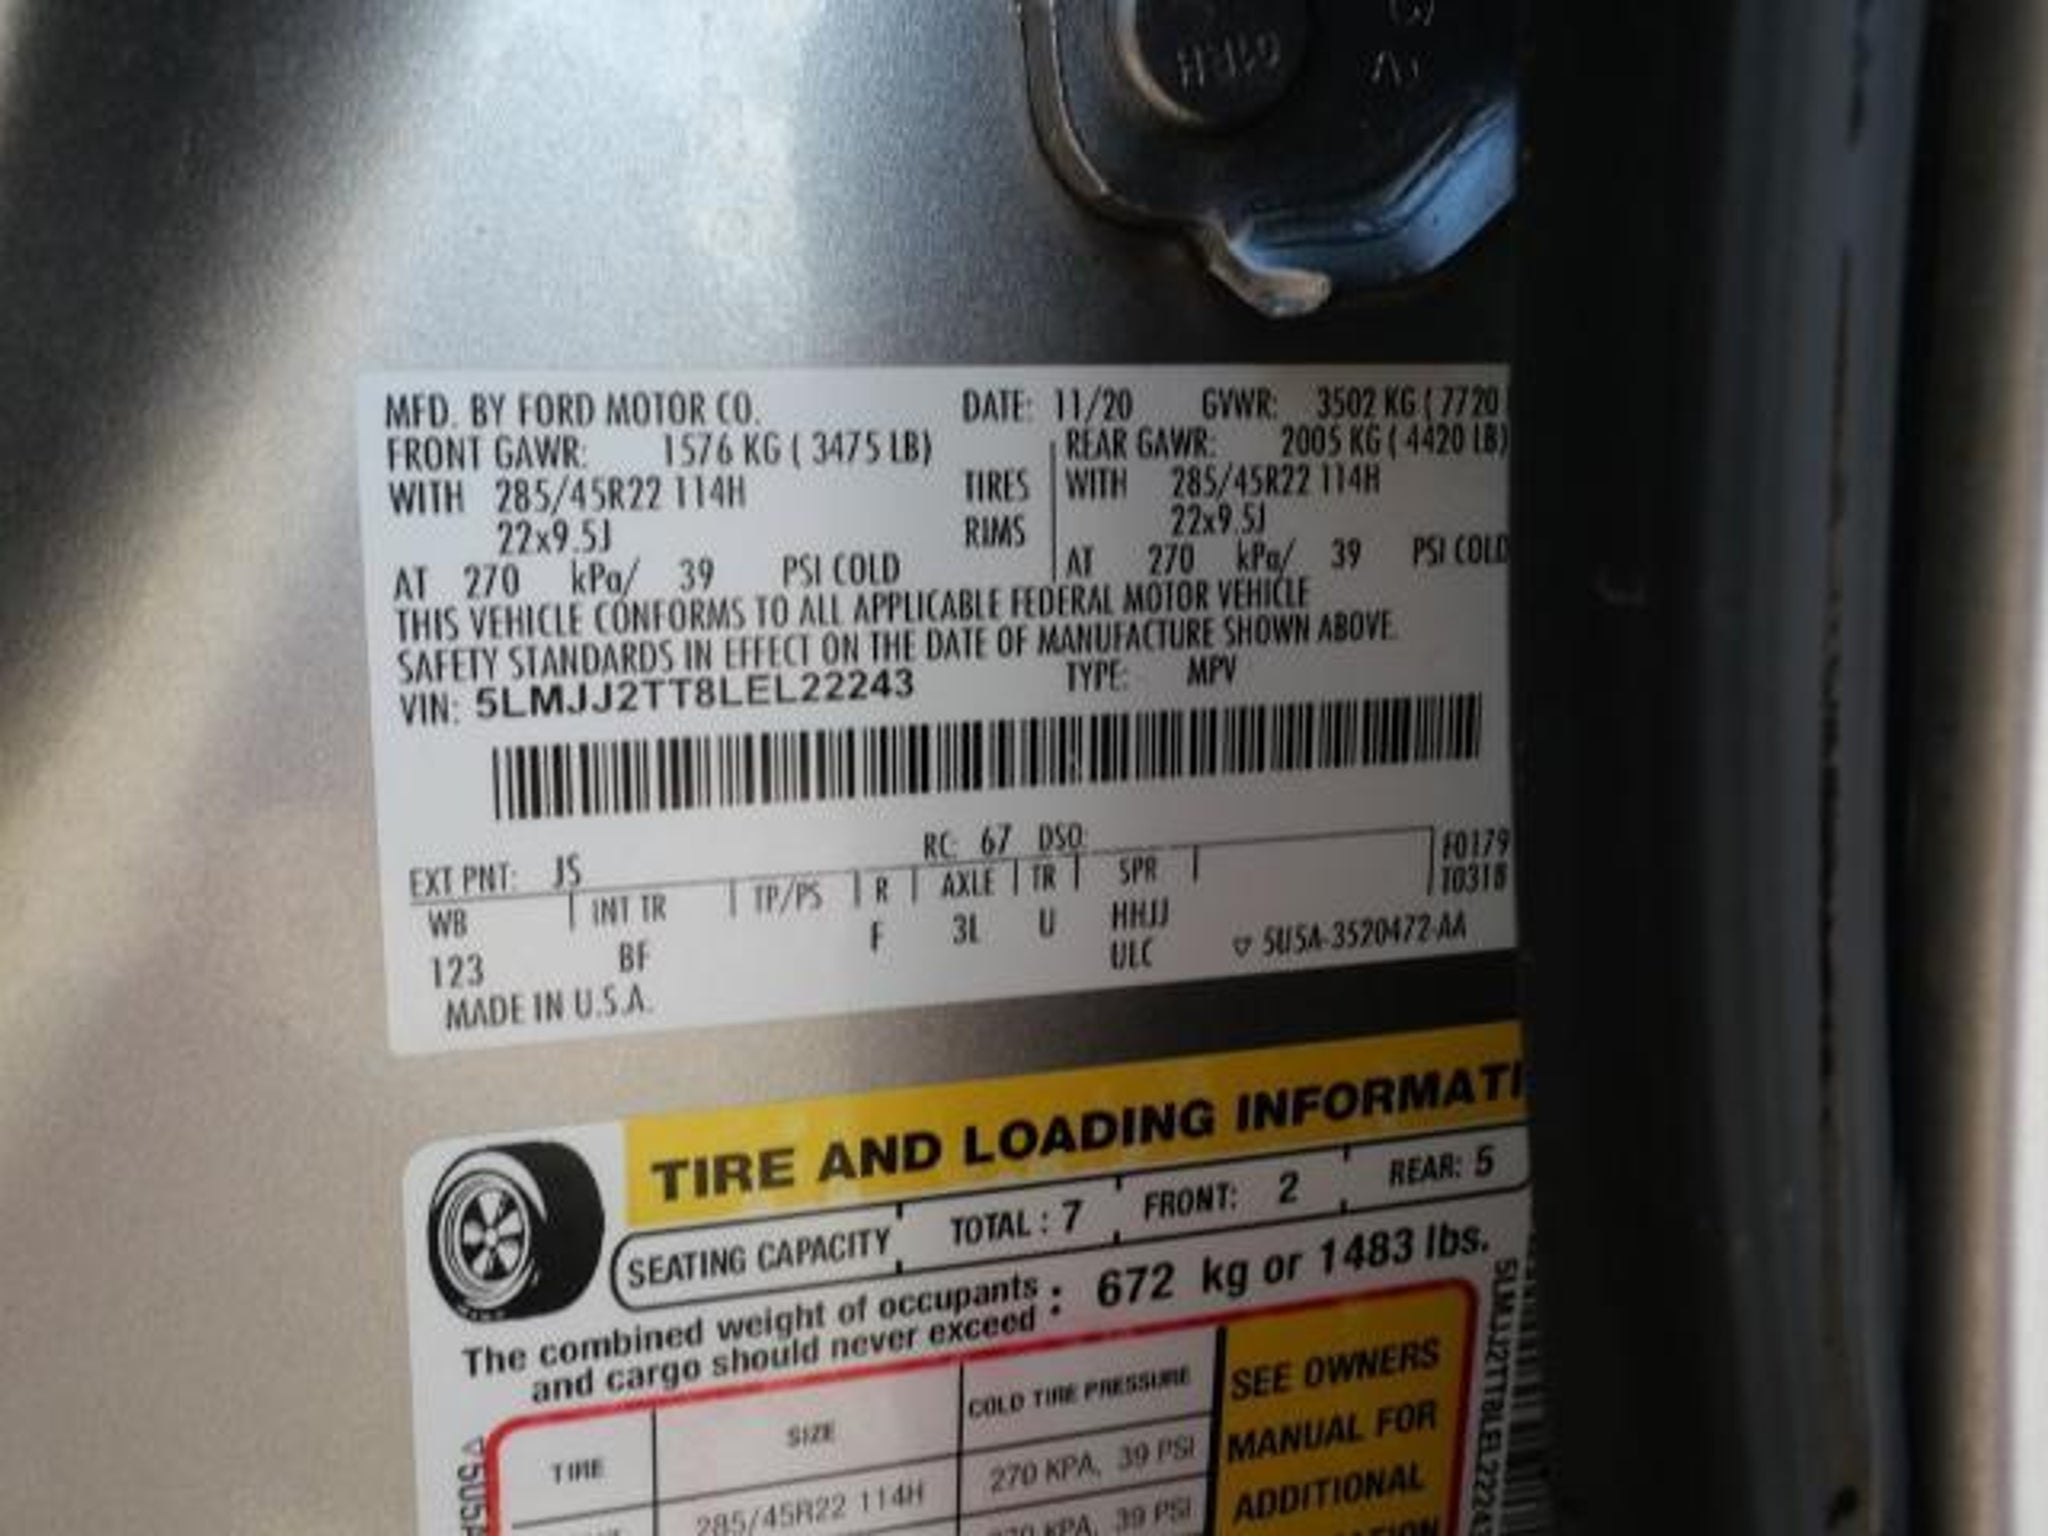 MFD. BY FORD MOTOR CO. DATE: 11/20 GVWR: 3502 KG ( 7720
FRONT GAWR: 1576 KG ( 3475 LB) REAR GAWR: 2005 KG ( 4420 LB)
WITH 285/45R22 114H TIRES WITH 285/45R22 114H
22x9.5J RIMS 22x9.5J
AT 270 kPa/ 39 PSI COLD AT 270 kPa/ 39 PSI COLD
THIS VEHICLE CONFORMS TO ALL APPLICABLE FEDERAL MOTOR VEHICLE
SAFETY STANDARDS IN EFFECT ON THE DATE OF MANUFACTURE SHOWN ABOVE.
VIN: 5LMJJ2TT8LEL22243 TYPE: MPV
EXT PNT: JS RC: 67 DSO: F0179
WB INT TR TP/PS R AXLE TR SPR T0318
123 BF F 3L U HHJJ
ULC ▽ 5U5A-3520472-AA
MADE IN U.S.A.
TIRE AND LOADING INFORMATI
SEATING CAPACITY TOTAL : 7 FRONT: 2 REAR: 5
The combined weight of occupants
and cargo should never exceed : 672 kg or 1483 lbs.
TIRE SIZE COLD TIRE PRESSURE
285/45R22 114H 270 KPA, 39 PSI
KPA, 39 PSI
SEE OWNERS
MANUAL FOR
ADDITIONAL
5LMJJ2TT8LEL2224
▽5U5A